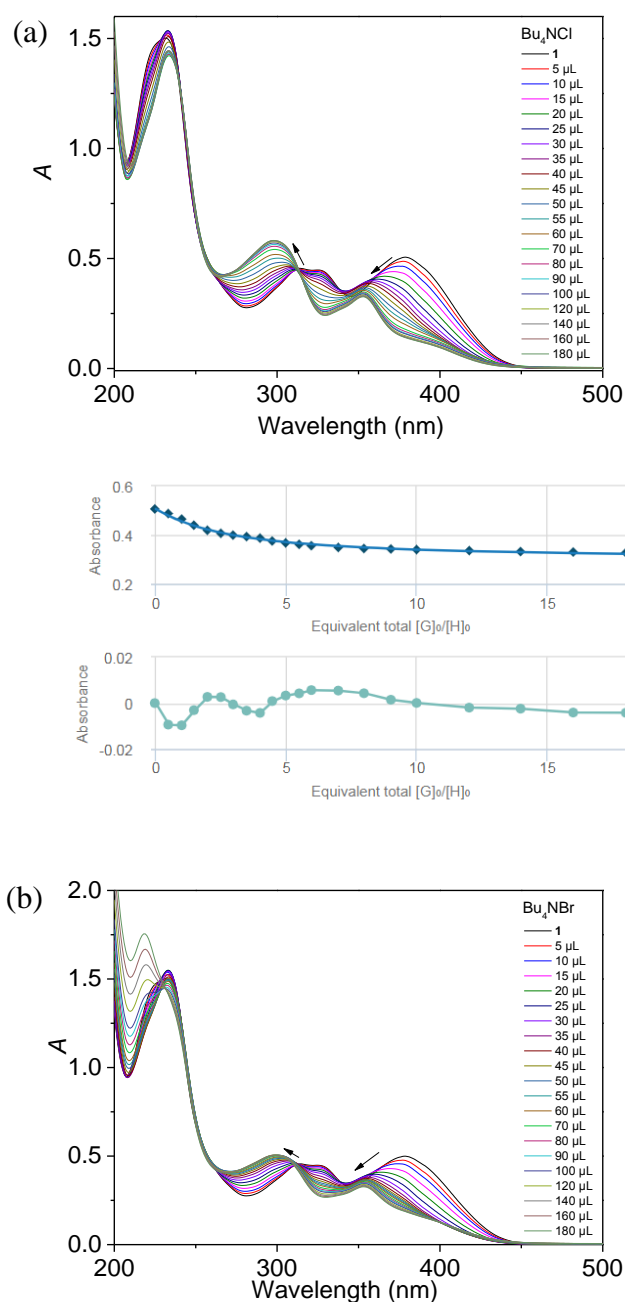 (a)
Bu₄NCl
1
5 µL
10 µL
15 µL
20 µL
25 µL
30 µL
35 µL
40 µL
45 µL
50 µL
55 µL
60 µL
70 µL
80 µL
90 µL
100 µL
120 µL
140 µL
160 µL
180 µL
1.5
1.0
0.5
0.0
A
200 300 400 500
Wavelength (nm)
0.6
0.4
0.2
Absorbance
0 5 10 15
Equivalent total [G]₀/[H]₀
0.02
0
-0.02
Absorbance
0 5 10 15
Equivalent total [G]₀/[H]₀
(b)
Bu₄NBr
1
5 µL
10 µL
15 µL
20 µL
25 µL
30 µL
35 µL
40 µL
45 µL
50 µL
55 µL
60 µL
70 µL
80 µL
90 µL
100 µL
120 µL
140 µL
160 µL
180 µL
2.0
1.5
1.0
0.5
0.0
A
200 300 400 500
Wavelength (nm)